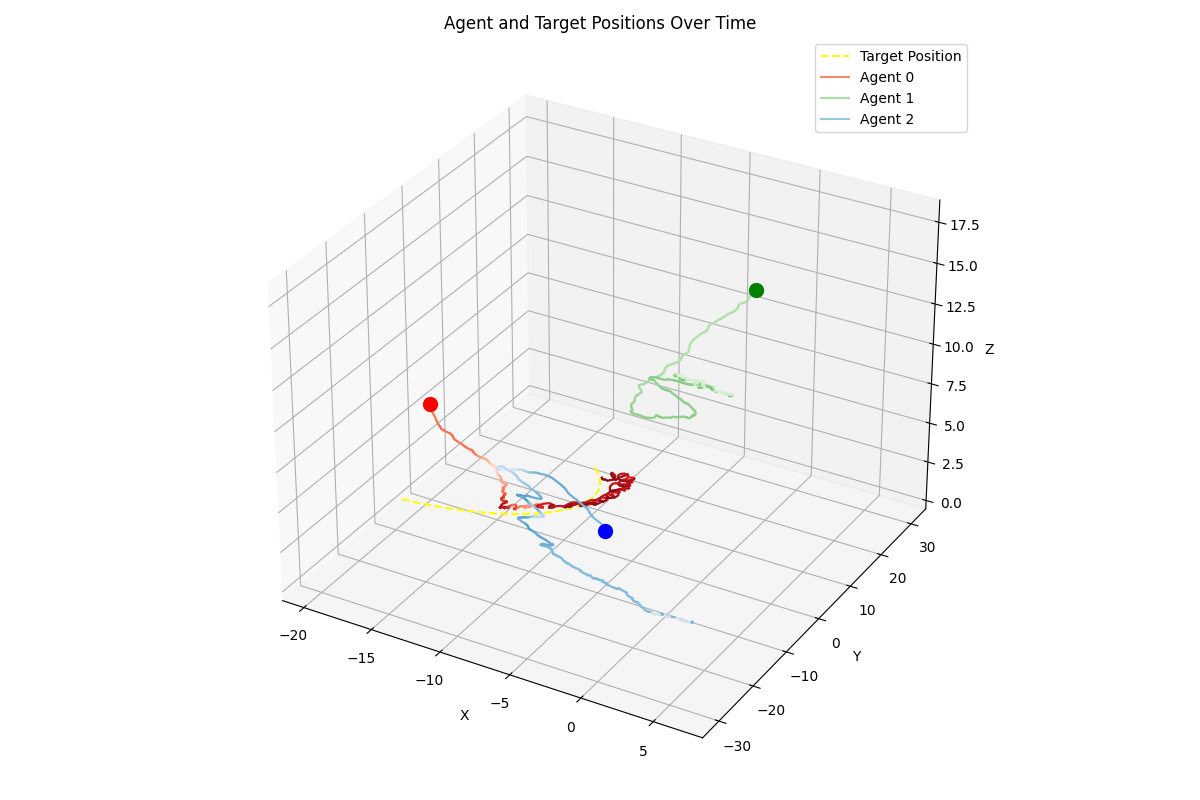 Agent and Target Positions Over Time
Target Position
Agent 0
Agent 1
Agent 2
17.5
15.0
12.5
10.0
7.5
5.0
2.5
0.0
Z
30
20
10
0
−10
−20
−30
Y
−20
−15
−10
−5
0
5
X